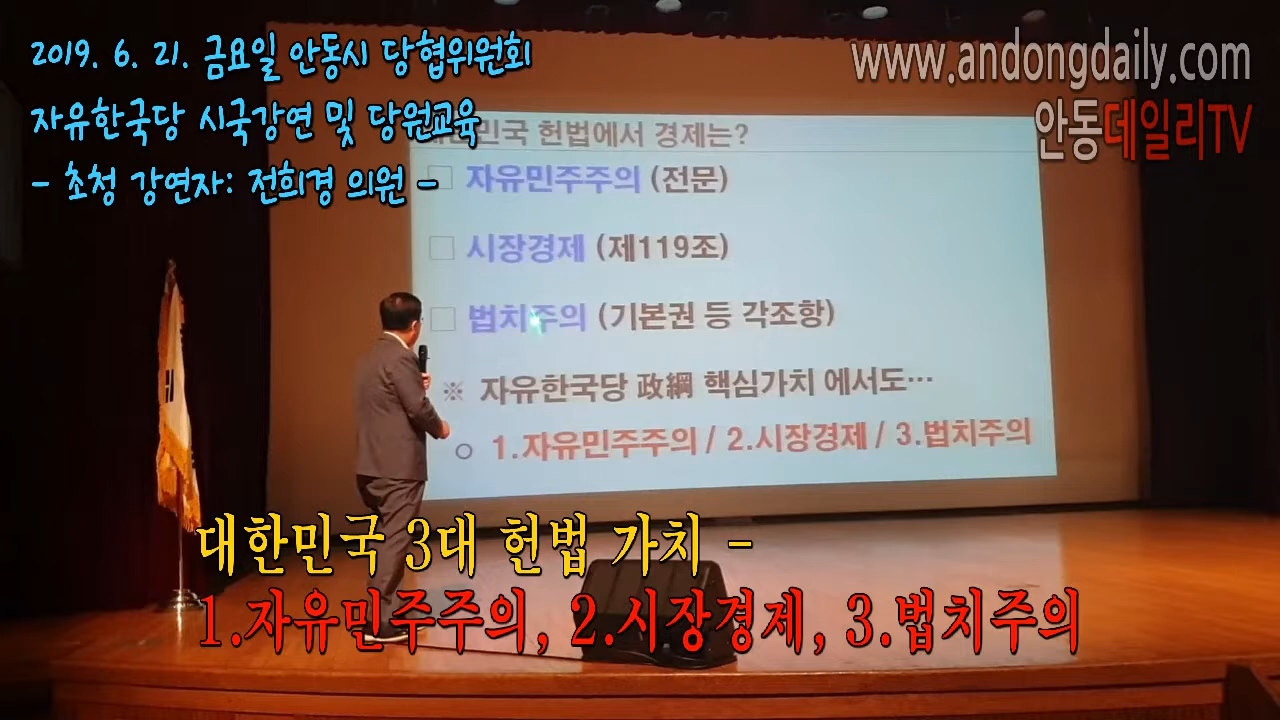 2019. 6. 21. 금요일 안동시 당협위원회
자유한국당 시국강연 및 당원교육
- 초청 강연자: 전희경 의원 -
www.andongdaily.com
안동데일리TV
민국 헌법에서 경제는?
□ 자유민주주의 (전문)
□ 시장경제 (제119조)
□ 법치주의 (기본권 등 각조항)
※ 자유한국당 政綱 핵심가치 에서도…
○ 1.자유민주주의 / 2.시장경제 / 3.법치주의
대한민국 3대 헌법 가치 -
1.자유민주주의, 2.시장경제, 3.법치주의